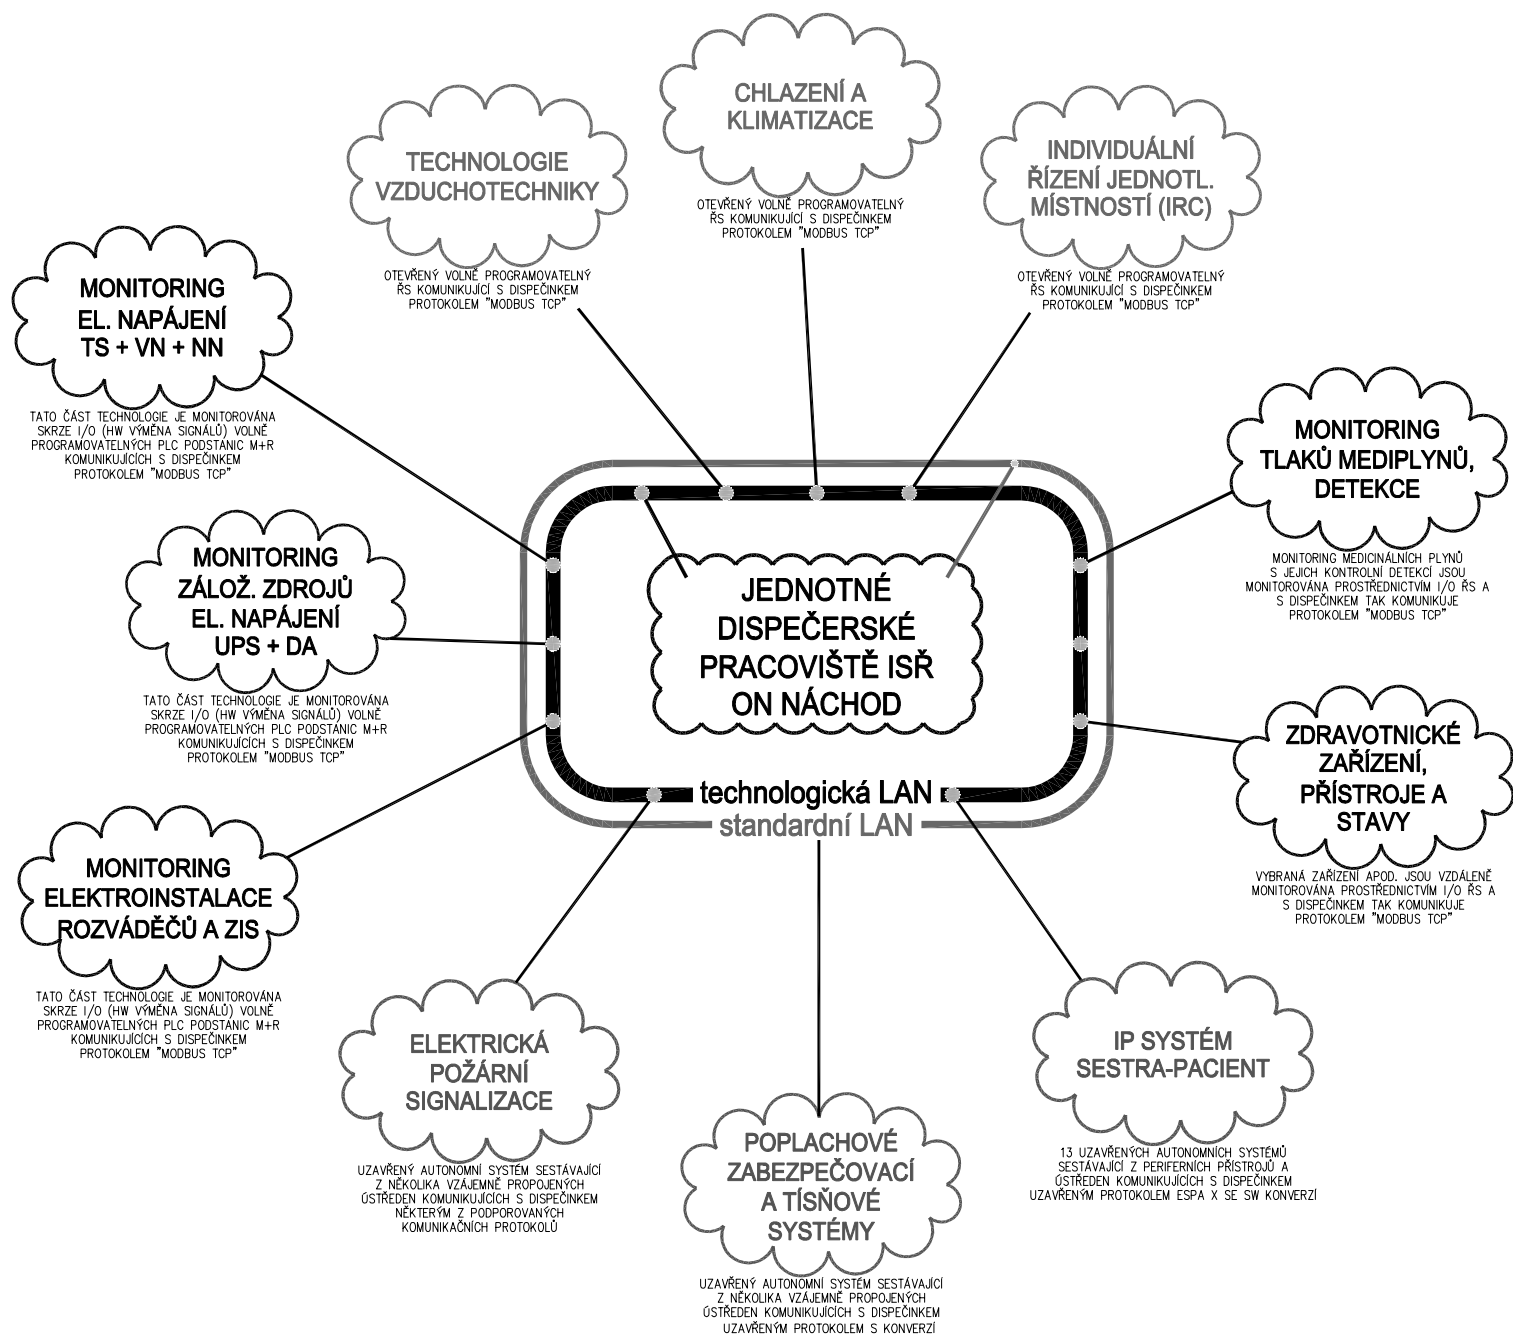 CHLAZENÍ A
KLIMATIZACE
OTEVŘENÝ VOLNĚ PROGRAMOVATELNÝ
ŘS KOMUNIKUJÍCÍ S DISPEČINKEM
PROTOKOLEM "MODBUS TCP"
TECHNOLOGIE
VZDUCHOTECHNIKY
OTEVŘENÝ VOLNĚ PROGRAMOVATELNÝ
ŘS KOMUNIKUJÍCÍ S DISPEČINKEM
PROTOKOLEM "MODBUS TCP"
INDIVIDUÁLNÍ
ŘÍZENÍ JEDNOTL.
MÍSTNOSTÍ (IRC)
OTEVŘENÝ VOLNĚ PROGRAMOVATELNÝ
ŘS KOMUNIKUJÍCÍ S DISPEČINKEM
PROTOKOLEM "MODBUS TCP"
MONITORING
EL. NAPÁJENÍ
TS + VN + NN
TATO ČÁST TECHNOLOGIE JE MONITOROVÁNA
SKRZE I/O (HW VÝMĚNA SIGNÁLŮ) VOLNĚ
PROGRAMOVATELNÝCH PLC PODSTANIC M+R
KOMUNIKUJÍCÍCH S DISPEČINKEM
PROTOKOLEM "MODBUS TCP"
MONITORING
TLAKŮ MEDIPLYNŮ,
DETEKCE
MONITORING MEDICINÁLNÍCH PLYNŮ
S JEJICH KONTROLNÍ DETEKCÍ JSOU
MONITOROVÁNA PROSTŘEDNICTVÍM I/O ŘS A
S DISPEČINKEM TAK KOMUNIKUJE
PROTOKOLEM "MODBUS TCP"
MONITORING
ZÁLOŽ. ZDROJŮ
EL. NAPÁJENÍ
UPS + DA
TATO ČÁST TECHNOLOGIE JE MONITOROVÁNA
SKRZE I/O (HW VÝMĚNA SIGNÁLŮ) VOLNĚ
PROGRAMOVATELNÝCH PLC PODSTANIC M+R
KOMUNIKUJÍCÍCH S DISPEČINKEM
PROTOKOLEM "MODBUS TCP"
JEDNOTNÉ
DISPEČERSKÉ
PRACOVIŠTĚ ISŘ
ON NÁCHOD
technologická LAN
standardní LAN
ZDRAVOTNICKÉ
ZAŘÍZENÍ,
PŘÍSTROJE A
STAVY
VYBRANÁ ZAŘÍZENÍ APOD. JSOU VZDÁLENĚ
MONITOROVÁNA PROSTŘEDNICTVÍM I/O ŘS A
S DISPEČINKEM TAK KOMUNIKUJE
PROTOKOLEM "MODBUS TCP"
MONITORING
ELEKTROINSTALACE
ROZVÁDĚČŮ A ZIS
TATO ČÁST TECHNOLOGIE JE MONITOROVÁNA
SKRZE I/O (HW VÝMĚNA SIGNÁLŮ) VOLNĚ
PROGRAMOVATELNÝCH PLC PODSTANIC M+R
KOMUNIKUJÍCÍCH S DISPEČINKEM
PROTOKOLEM "MODBUS TCP"
ELEKTRICKÁ
POŽÁRNÍ
SIGNALIZACE
UZAVŘENÝ AUTONOMNÍ SYSTÉM SESTÁVAJÍCÍ
Z NĚKOLIKA VZÁJEMNĚ PROPOJENÝCH
ÚSTŘEDEN KOMUNIKUJÍCÍCH S DISPEČINKEM
NĚKTERÝM Z PODPOROVANÝCH
KOMUNIKAČNÍCH PROTOKOLŮ
POPLACHOVÉ
ZABEZPEČOVACÍ
A TÍSŇOVÉ
SYSTÉMY
UZAVŘENÝ AUTONOMNÍ SYSTÉM SESTÁVAJÍCÍ
Z NĚKOLIKA VZÁJEMNĚ PROPOJENÝCH
ÚSTŘEDEN KOMUNIKUJÍCÍCH S DISPEČINKEM
UZAVŘENÝM PROTOKOLEM S KONVERZÍ
IP SYSTÉM
SESTRA-PACIENT
13 UZAVŘENÝCH AUTONOMNÍCH SYSTÉMŮ
SESTÁVAJÍCÍ Z PERIFERNÍCH PŘÍSTROJŮ A
ÚSTŘEDEN KOMUNIKUJÍCÍCH S DISPEČINKEM
UZAVŘENÝM PROTOKOLEM ESPA X SE SW KONVERZÍ